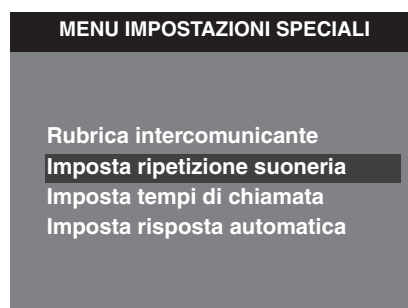 MENU IMPOSTAZIONI SPECIALI
Rubrica intercomunicante
Imposta ripetizione suoneria
Imposta tempi di chiamata
Imposta risposta automatica